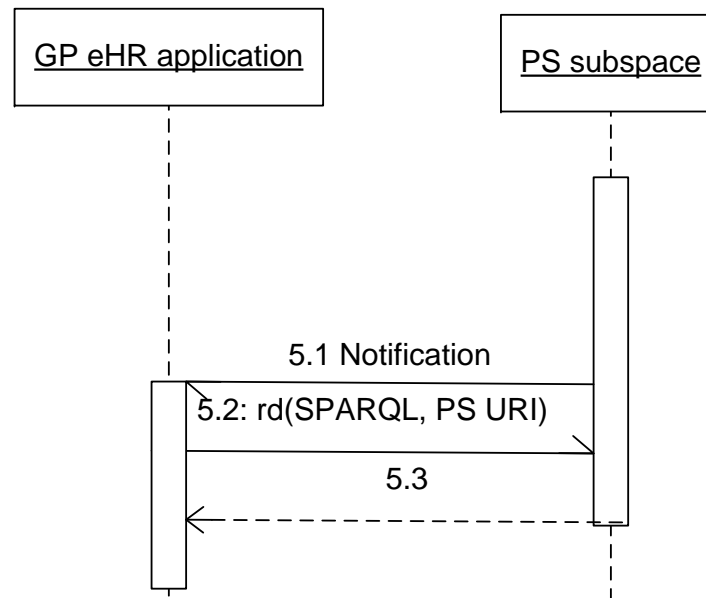 GP eHR application
PS subspace
5.1 Notification
5.2: rd(SPARQL, PS URI)
5.3